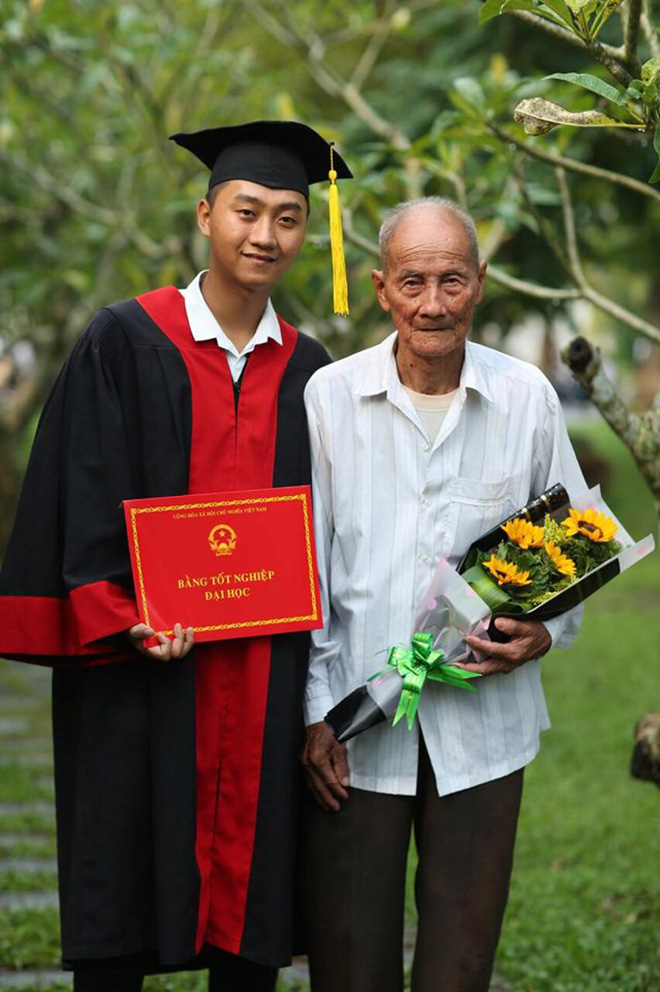 CỘNG HÒA XÃ HỘI CHỦ NGHĨA VIỆT NAM
BẰNG TỐT NGHIỆP
ĐẠI HỌC